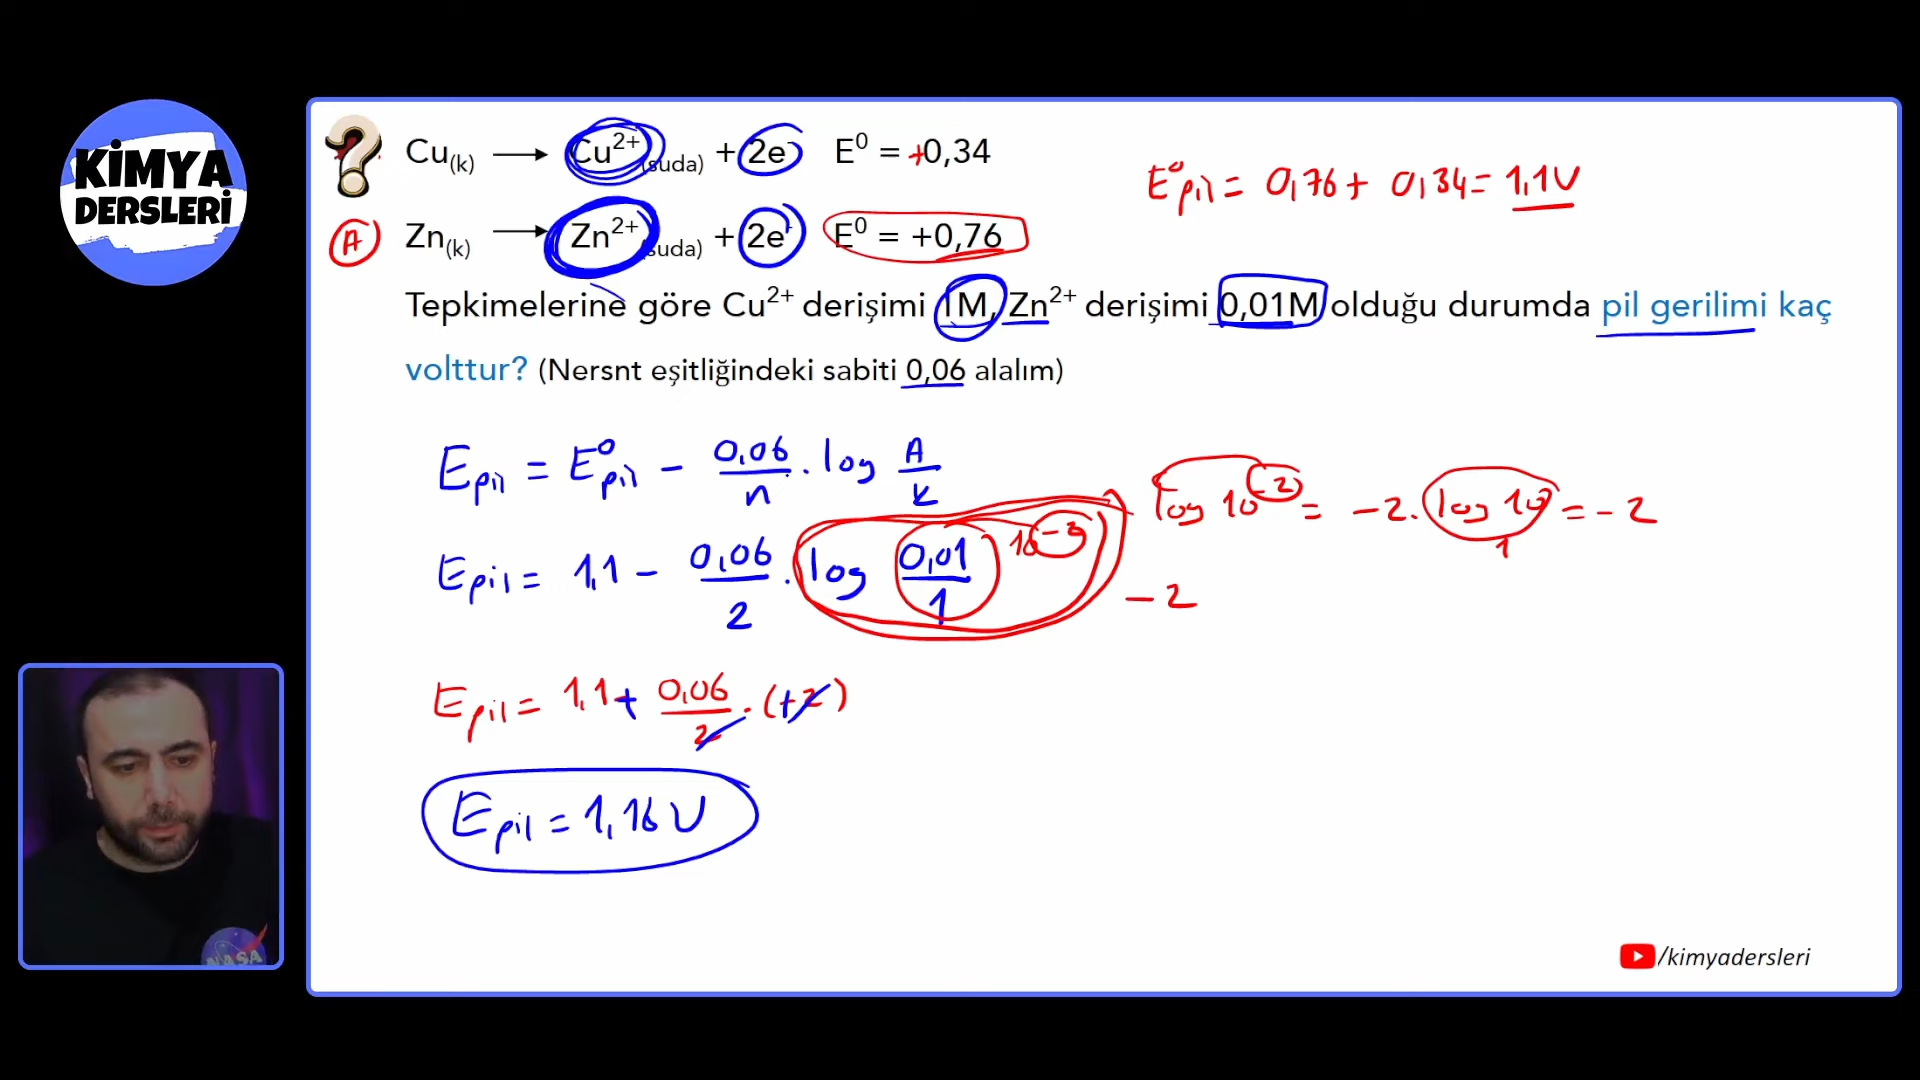 KİMYA
DERSLERİ
Cu(k) ⟶ Cu²⁺(suda) + 2e⁻ E⁰ = +0,34
E⁰pil = 0,76 + 0,34 = 1,1V
A Zn(k) ⟶ Zn²⁺(suda) + 2e⁻ E⁰ = +0,76
Tepkimelerine göre Cu²⁺ derişimi 1M, Zn²⁺ derişimi 0,01M olduğu durumda pil gerilimi kaç
volttur? (Nersnt eşitliğindeki sabiti 0,06 alalım)
Epil = E⁰pil - 0,06/n . log A/K
log 10⁻² = -2. log 10 = -2
1
Epil = 1,1 - 0,06/2 . log 0,01/1 10⁻² -2
Epil = 1,1 + 0,06/2 . (+2)
Epil = 1,16 V
NASA
/kimyadersleri